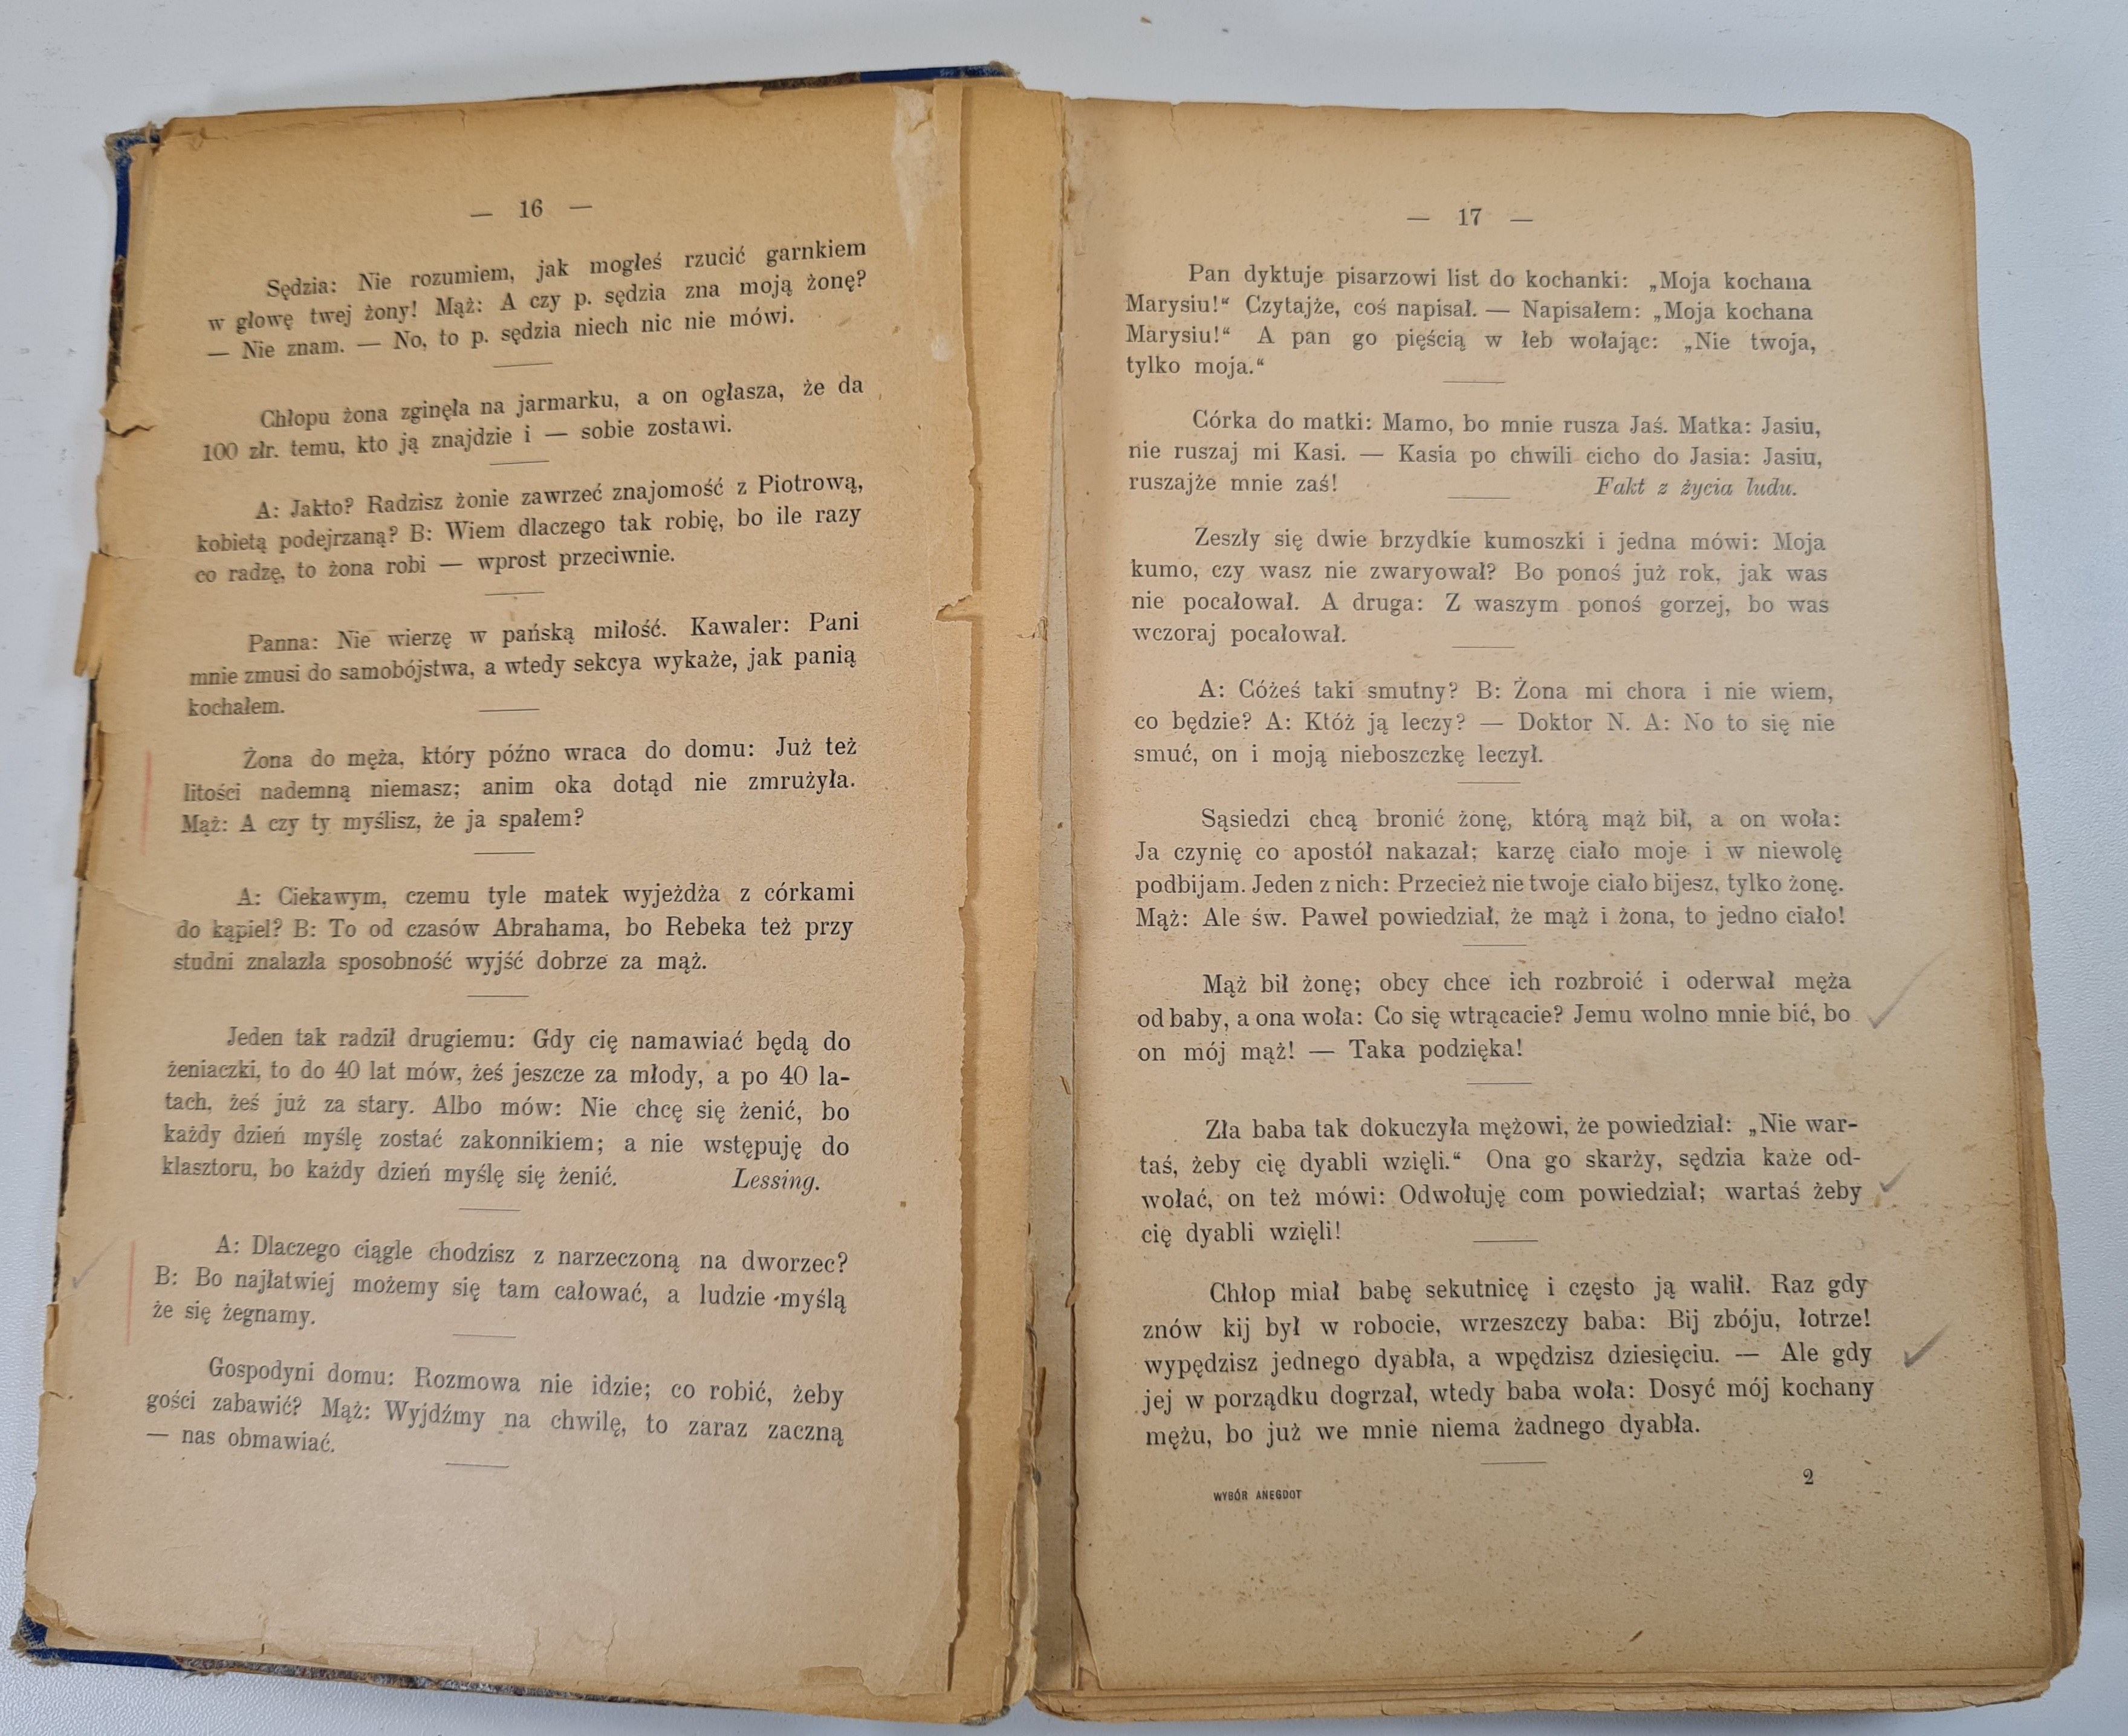 — 16 —
Sędzia: Nie rozumiem, jak mogłeś rzucić garnkiem
w głowę twej żony! Mąż: A czy p. sędzia zna moją żonę?
— Nie znam. — No, to p. sędzia niech nic nie mówi.
Chłopu żona zginęła na jarmarku, a on ogłasza, że da
100 złr. temu, kto ją znajdzie i — sobie zostawi.
A: Jakto? Radzisz żonie zawrzeć znajomość z Piotrową,
kobietą podejrzaną? B: Wiem dlaczego tak robię, bo ile razy
co radzę, to żona robi — wprost przeciwnie.
Panna: Nie wierzę w pańską miłość. Kawaler: Pani
mnie zmusi do samobójstwa, a wtedy sekcya wykaże, jak panią
kochałem.
Żona do męża, który późno wraca do domu: Już też
litości nademną niemasz; anim oka dotąd nie zmrużyła.
Mąż: A czy ty myślisz, że ja spałem?
A: Ciekawym, czemu tyle matek wyjeżdża z córkami
do kąpiel? B: To od czasów Abrahama, bo Rebeka też przy
studni znalazła sposobność wyjść dobrze za mąż.
Jeden tak radził drugiemu: Gdy cię namawiać będą do
żeniaczki, to do 40 lat mów, żeś jeszcze za młody, a po 40 la-
tach, żeś już za stary. Albo mów: Nie chcę się żenić, bo
każdy dzień myślę zostać zakonnikiem; a nie wstępuję do
klasztoru, bo każdy dzień myślę się żenić. Lessing.
A: Dlaczego ciągle chodzisz z narzeczoną na dworzec?
B: Bo najłatwiej możemy się tam całować, a ludzie myślą
że się żegnamy.
Gospodyni domu: Rozmowa nie idzie; co robić, żeby
gości zabawić? Mąż: Wyjdźmy na chwilę, to zaraz zaczną
— nas obmawiać.
— 17 —
Pan dyktuje pisarzowi list do kochanki: „Moja kochana
Marysiu!“ Czytajże, coś napisał. — Napisałem: „Moja kochana
Marysiu!“ A pan go pięścią w łeb wołając: „Nie twoja,
tylko moja.“
Córka do matki: Mamo, bo mnie rusza Jaś. Matka: Jasiu,
nie ruszaj mi Kasi. — Kasia po chwili cicho do Jasia: Jasiu,
ruszajże mnie zaś! Fakt z życia ludu.
Zeszły się dwie brzydkie kumoszki i jedna mówi: Moja
kumo, czy wasz nie zwaryował? Bo ponoś już rok, jak was
nie pocałował. A druga: Z waszym ponoś gorzej, bo was
wczoraj pocałował.
A: Cóżeś taki smutny? B: Żona mi chora i nie wiem,
co będzie? A: Któż ją leczy? — Doktor N. A: No to się nie
smuć, on i moją nieboszczkę leczył.
Sąsiedzi chcą bronić żonę, którą mąż bił, a on woła:
Ja czynię co apostół nakazał; karzę ciało moje i w niewolę
podbijam. Jeden z nich: Przecież nie twoje ciało bijesz, tylko żonę.
Mąż: Ale św. Paweł powiedział, że mąż i żona, to jedno ciało!
Mąż bił żonę; obcy chce ich rozbroić i oderwał męża
od baby, a ona woła: Co się wtrącacie? Jemu wolno mnie bić, bo
on mój mąż! — Taka podzięka!
Zła baba tak dokuczyła mężowi, że powiedział: „Nie war-
taś, żeby cię dyabli wzięli.“ Ona go skarży, sędzia każe od-
wołać, on też mówi: Odwołuję com powiedział; wartaś żeby
cię dyabli wzięli!
Chłop miał babę sekutnicę i często ją walił. Raz gdy
znów kij był w robocie, wrzeszczy baba: Bij zbóju, łotrze!
wypędzisz jednego dyabła, a wpędzisz dziesięciu. — Ale gdy
jej w porządku dogrzał, wtedy baba woła: Dosyć mój kochany
mężu, bo już we mnie niema żadnego dyabła.
WYBÓR ANEGDOT 2